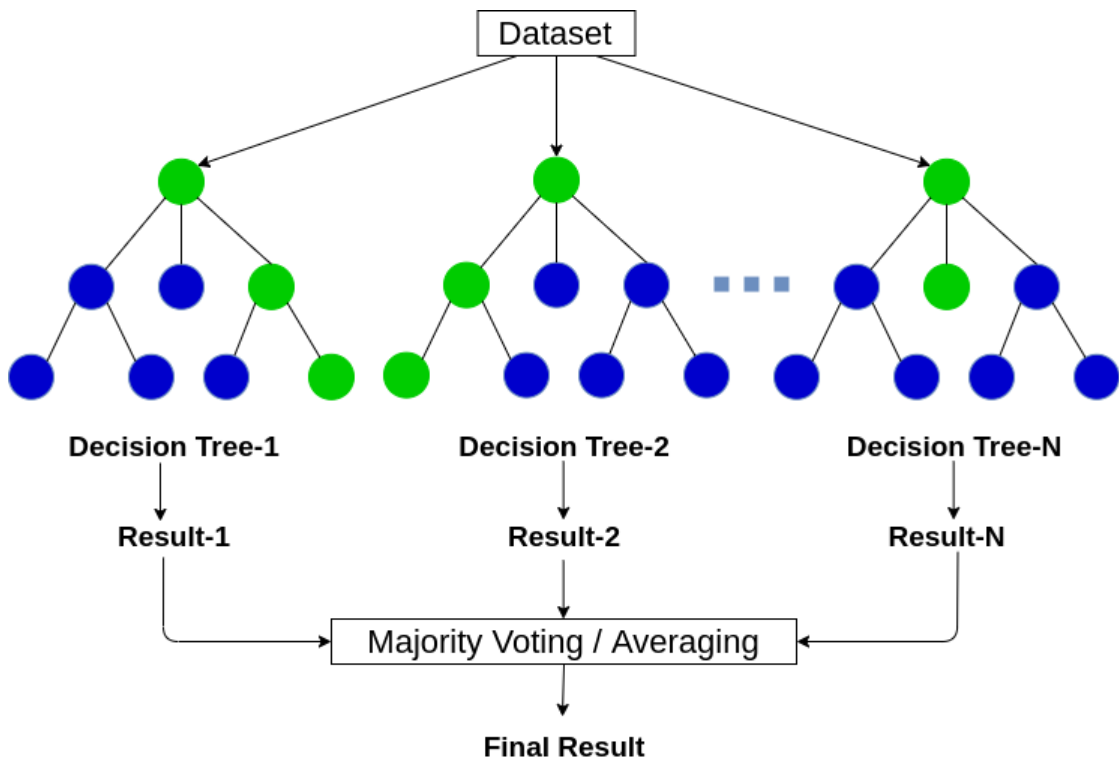 Dataset
Decision Tree-1
Decision Tree-2
Decision Tree-N
Result-1
Result-2
Result-N
Majority Voting / Averaging
Final Result